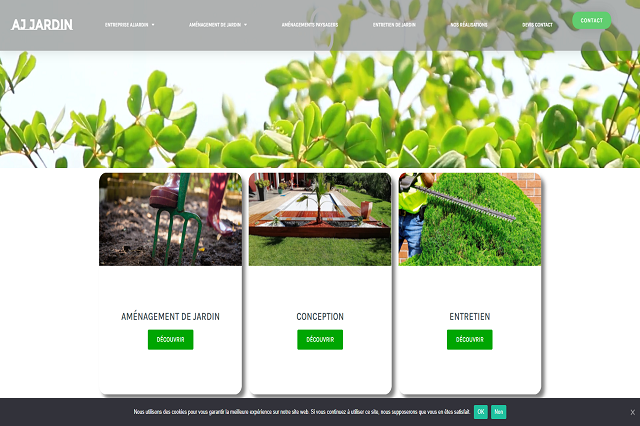 AJ JARDIN
ENTREPRISE AIJARDIN
AMÉNAGEMENT DE JARDIN
AMÉNAGEMENTS PAYSAGERS
ENTRETIEN DE JARDIN
NOS RÉALISATIONS
DEVIS CONTACT
CONTACT
AMÉNAGEMENT DE JARDIN
CONCEPTION
ENTRETIEN
DÉCOUVRIR
DÉCOUVRIR
DÉCOUVRIR
Nous utilisons des cookies pour vous garantir la meilleure expérience sur notre site web. Si vous continuez à utiliser ce site, nous supposerons que vous en êtes satisfait.
OK
Non
X